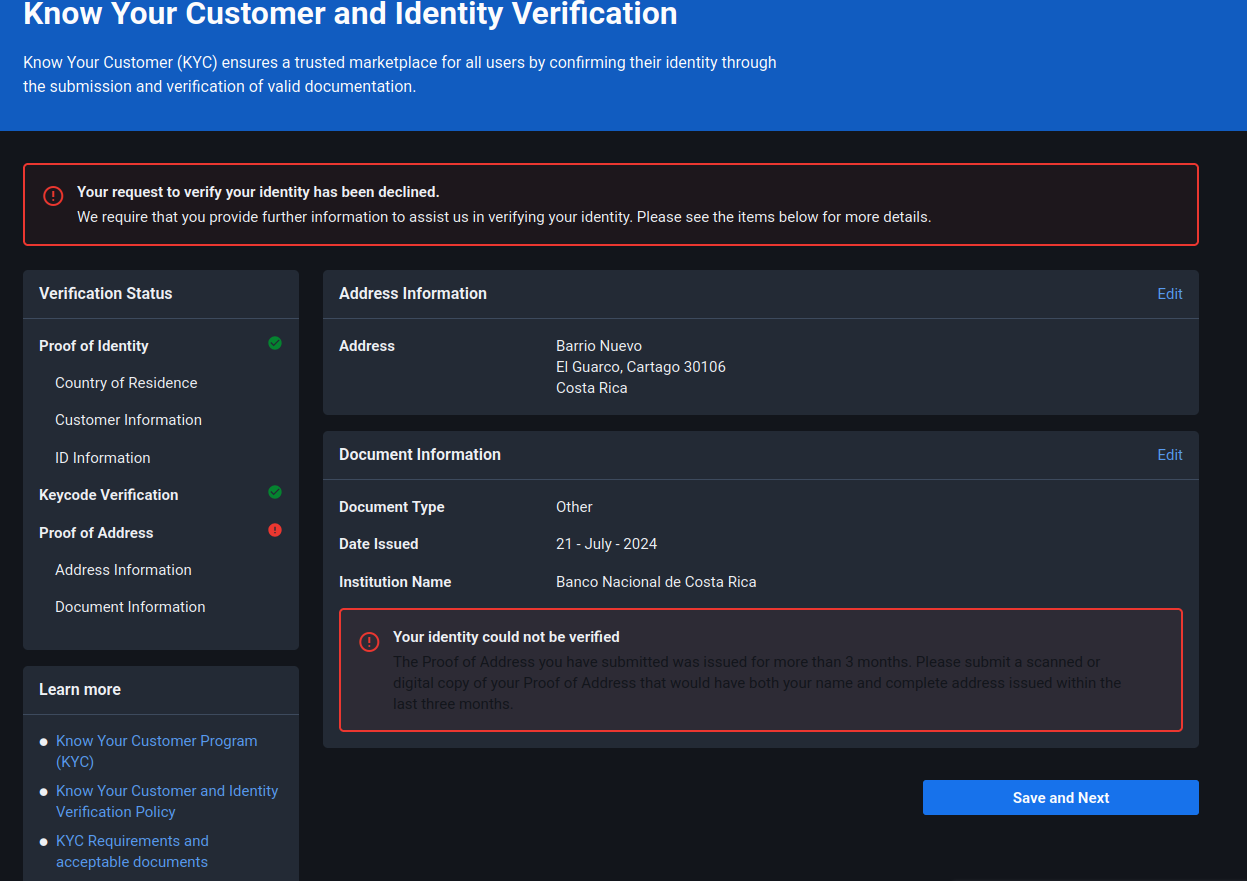 Know Your Customer and Identity Verification
Know Your Customer (KYC) ensures a trusted marketplace for all users by confirming their identity through
the submission and verification of valid documentation.
Your request to verify your identity has been declined.
We require that you provide further information to assist us in verifying your identity. Please see the items below for more details.
Verification Status
Proof of Identity
Country of Residence
Customer Information
ID Information
Keycode Verification
Proof of Address
Address Information
Document Information
Learn more
Know Your Customer Program
(KYC)
Know Your Customer and Identity
Verification Policy
KYC Requirements and
acceptable documents
Address Information Edit
Address Barrio Nuevo
El Guarco, Cartago 30106
Costa Rica
Document Information Edit
Document Type Other
Date Issued 21 - July - 2024
Institution Name Banco Nacional de Costa Rica
Your identity could not be verified
The Proof of Address you have submitted was issued for more than 3 months. Please submit a scanned or
digital copy of your Proof of Address that would have both your name and complete address issued within the
last three months.
Save and Next